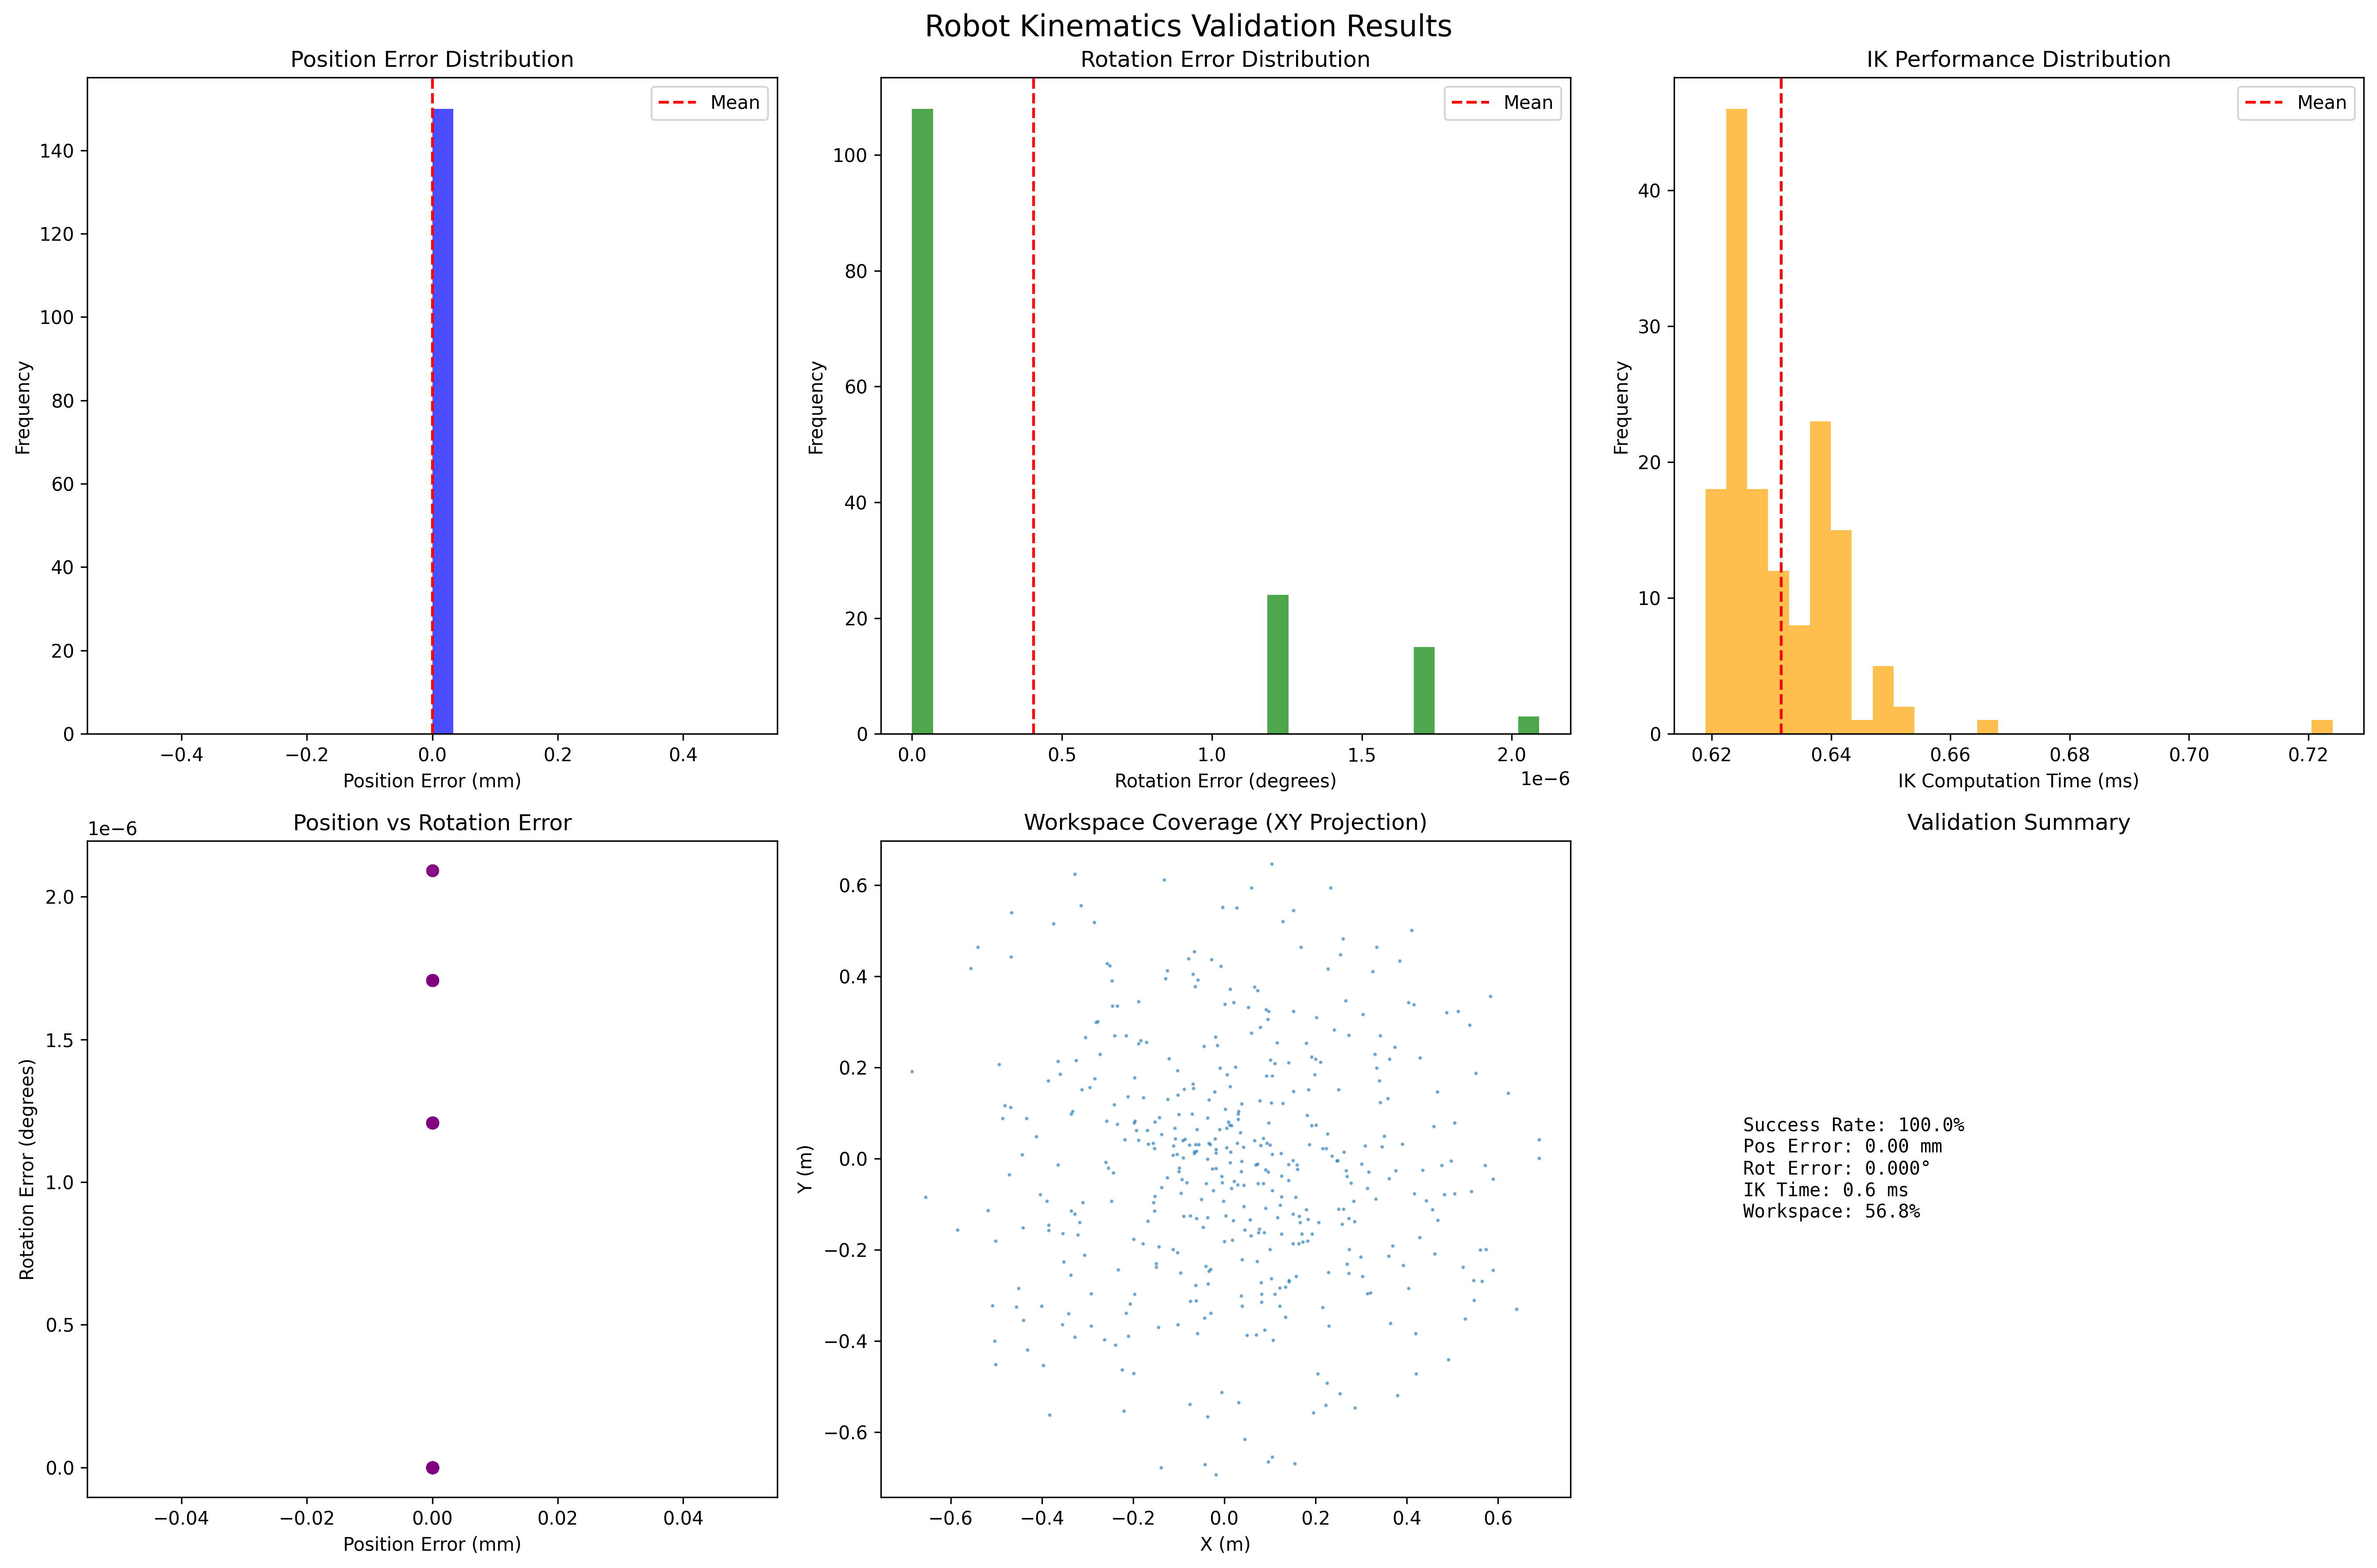 Robot Kinematics Validation Results
Position Error Distribution
Mean
Frequency
140
120
100
80
60
40
20
0
−0.4
−0.2
0.0
0.2
0.4
Position Error (mm)
Rotation Error Distribution
Mean
Frequency
100
80
60
40
20
0
0.0
0.5
1.0
1.5
2.0
1e−6
Rotation Error (degrees)
IK Performance Distribution
Mean
Frequency
40
30
20
10
0
0.62
0.64
0.66
0.68
0.70
0.72
IK Computation Time (ms)
Position vs Rotation Error
1e−6
Rotation Error (degrees)
2.0
1.5
1.0
0.5
0.0
−0.04
−0.02
0.00
0.02
0.04
Position Error (mm)
Workspace Coverage (XY Projection)
Y (m)
0.6
0.4
0.2
0.0
−0.2
−0.4
−0.6
−0.6
−0.4
−0.2
0.0
0.2
0.4
0.6
X (m)
Validation Summary
Success Rate: 100.0%
Pos Error: 0.00 mm
Rot Error: 0.000°
IK Time: 0.6 ms
Workspace: 56.8%